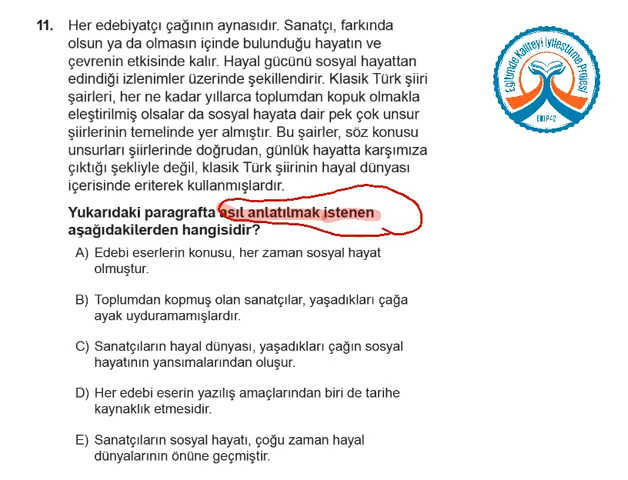 11. Her edebiyatçı çağının aynasıdır. Sanatçı, farkında
olsun ya da olmasın içinde bulunduğu hayatın ve
çevrenin etkisinde kalır. Hayal gücünü sosyal hayattan
edindiği izlenimler üzerinde şekillendirir. Klasik Türk şiiri
şairleri, her ne kadar yıllarca toplumdan kopuk olmakla
eleştirilmiş olsalar da sosyal hayata dair pek çok unsur
şiirlerinin temelinde yer almıştır. Bu şairler, söz konusu
unsurları şiirlerinde doğrudan, günlük hayatta karşımıza
çıktığı şekliyle değil, klasik Türk şiirinin hayal dünyası
içerisinde eriterek kullanmışlardır.
Yukarıdaki paragrafta asıl anlatılmak istenen
aşağıdakilerden hangisidir?
A) Edebi eserlerin konusu, her zaman sosyal hayat
olmuştur.
B) Toplumdan kopmuş olan sanatçılar, yaşadıkları çağa
ayak uyduramamışlardır.
C) Sanatçıların hayal dünyası, yaşadıkları çağın sosyal
hayatının yansımalarından oluşur.
D) Her edebi eserin yazılış amaçlarından biri de tarihe
kaynaklık etmesidir.
E) Sanatçıların sosyal hayatı, çoğu zaman hayal
dünyalarının önüne geçmiştir.
Eğitimde Kaliteyi İyileştirme Projesi
EKİP42